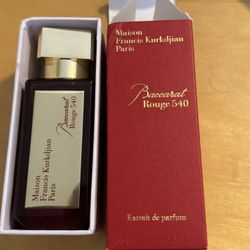 Maison
Francis Kurkdjian
Paris
Baccarat
Rouge 540
Extrait de parfum
Baccarat
Rouge 540
Maison
Francis Kurkdjian
Paris